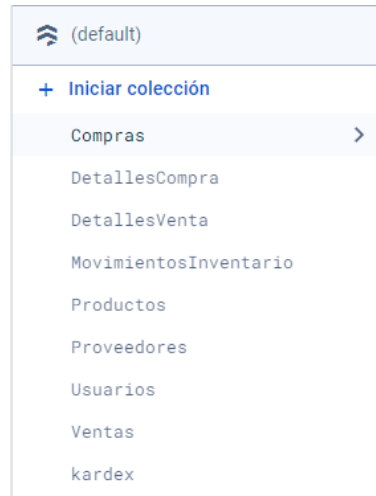 (default)
+ Iniciar colección
Compras
DetallesCompra
DetallesVenta
MovimientosInventario
Productos
Proveedores
Usuarios
Ventas
kardex